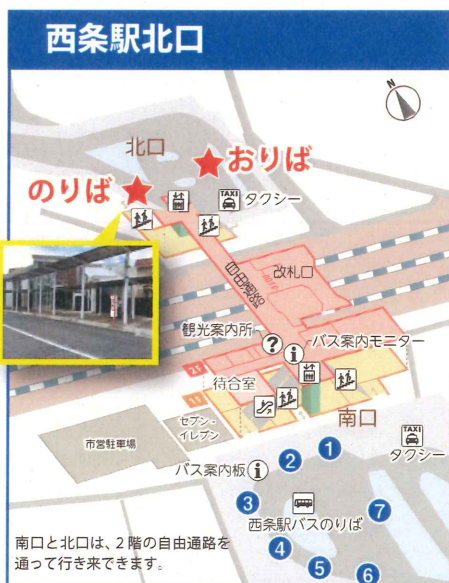 西条駅北口
N
北口
おりば
のりば
TAXI
タクシー
改札口
自由通路
観光案内所
?
i
バス案内モニター
2F
待合室
1F
セブン-
イレブン
南口
市営駐車場
TAXI
タクシー
バス案内板
i
1
2
3
西条駅バスのりば
7
4
5
6
南口と北口は、2階の自由通路を
通って行き来できます。